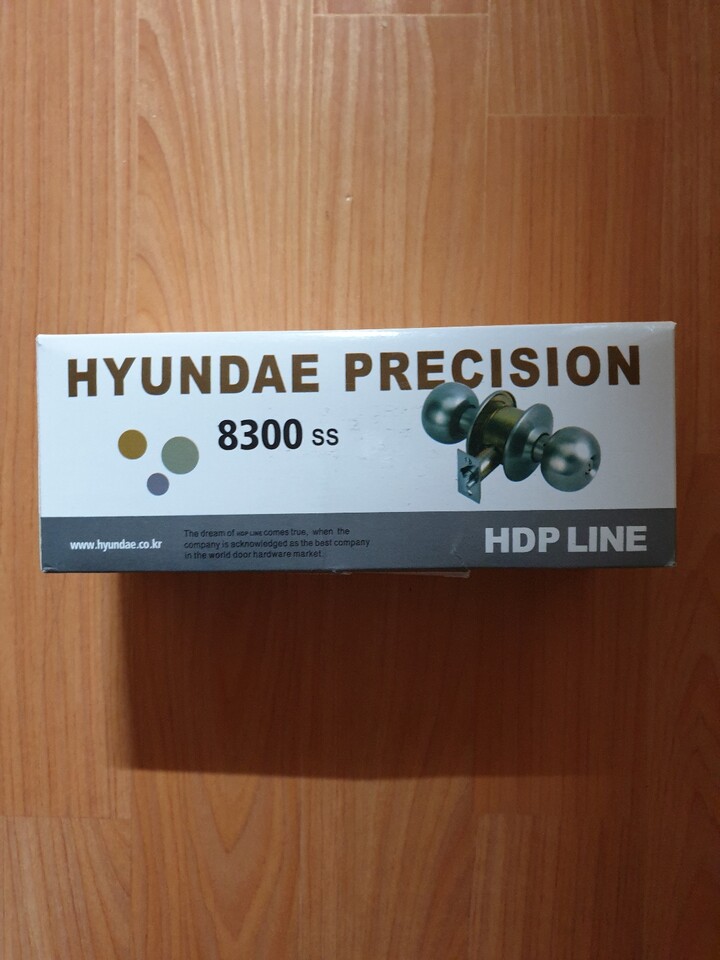 HYUNDAE PRECISION
8300 SS
www.hyundae.co.kr
The dream of HDP LINE comes true, when the
company is acknowledged as the best company
in the world door hardware market.
HDP LINE